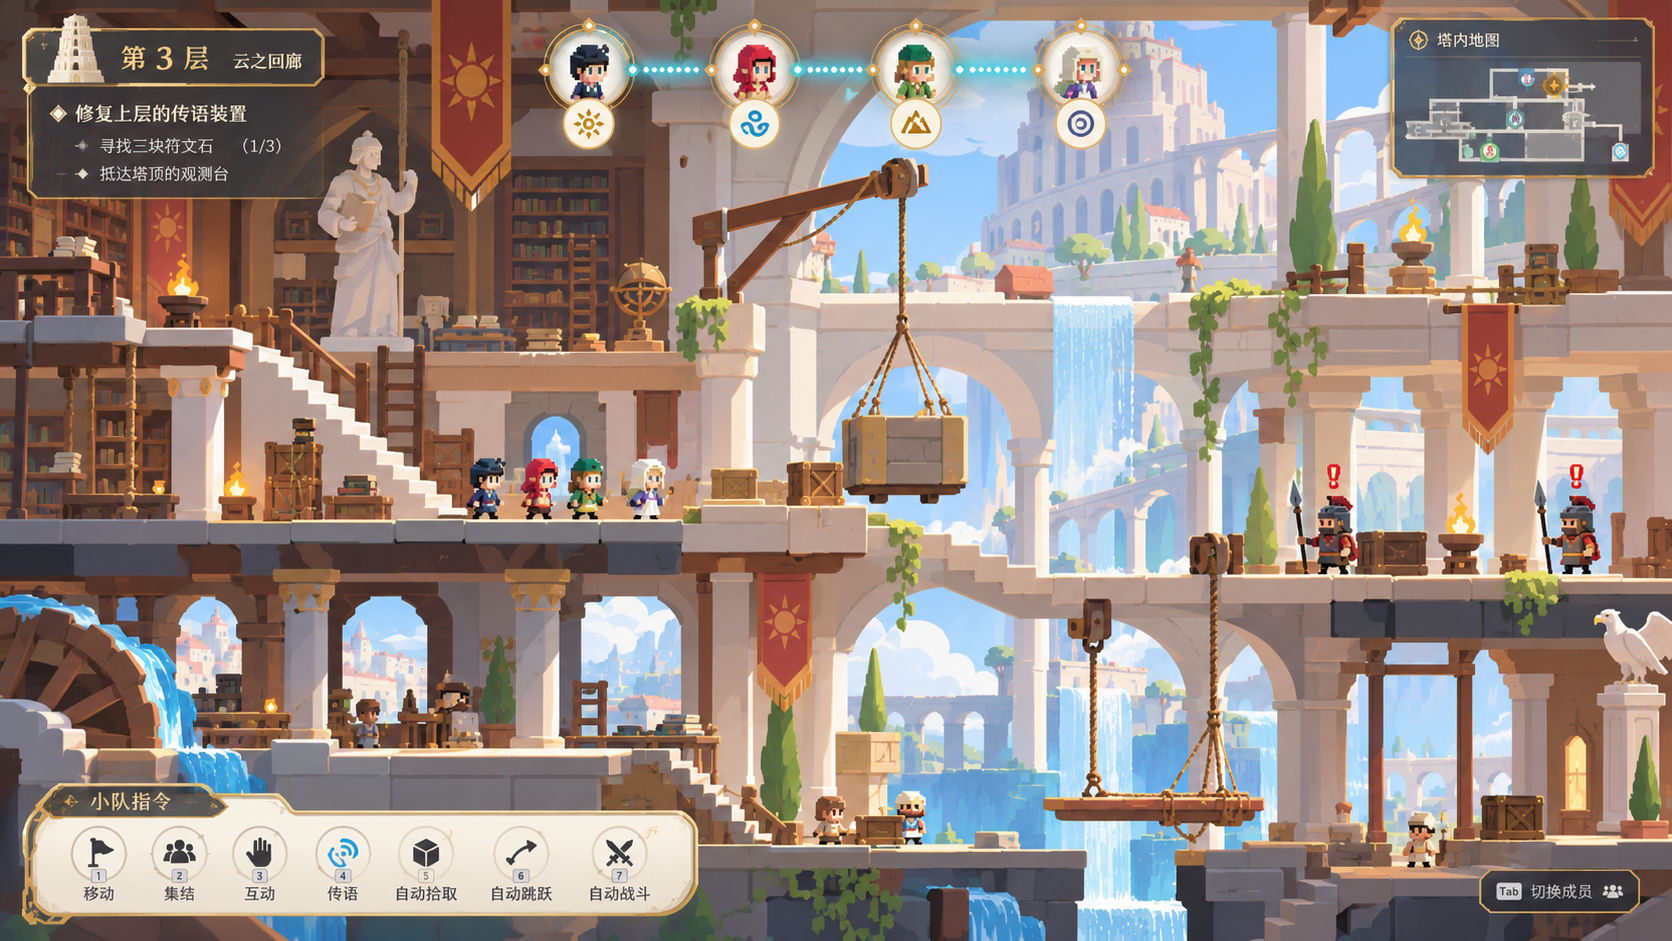 第 3 层 云之回廊
修复上层的传语装置
寻找三块符文石 (1/3)
抵达塔顶的观测台
塔内地图
!
!
小队指令
1 2 3 4 5 6 7
移动 集结 互动 传语 自动拾取 自动跳跃 自动战斗
Tab 切换成员